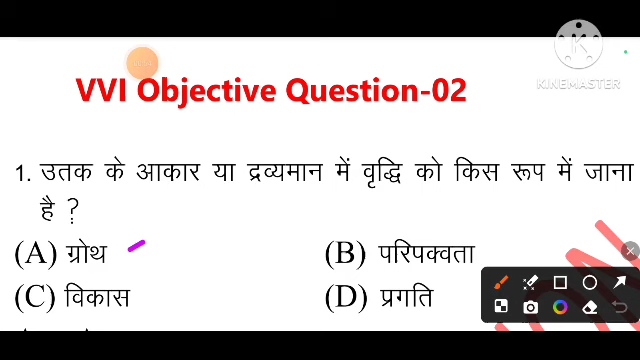 KINEMASTER
VVI Objective Question-02
1. उतक के आकार या द्रव्यमान में वृद्धि को किस रूप में जाना
है ?
(A) ग्रोथ
(B) परिपक्वता
(C) विकास
(D) प्रगति